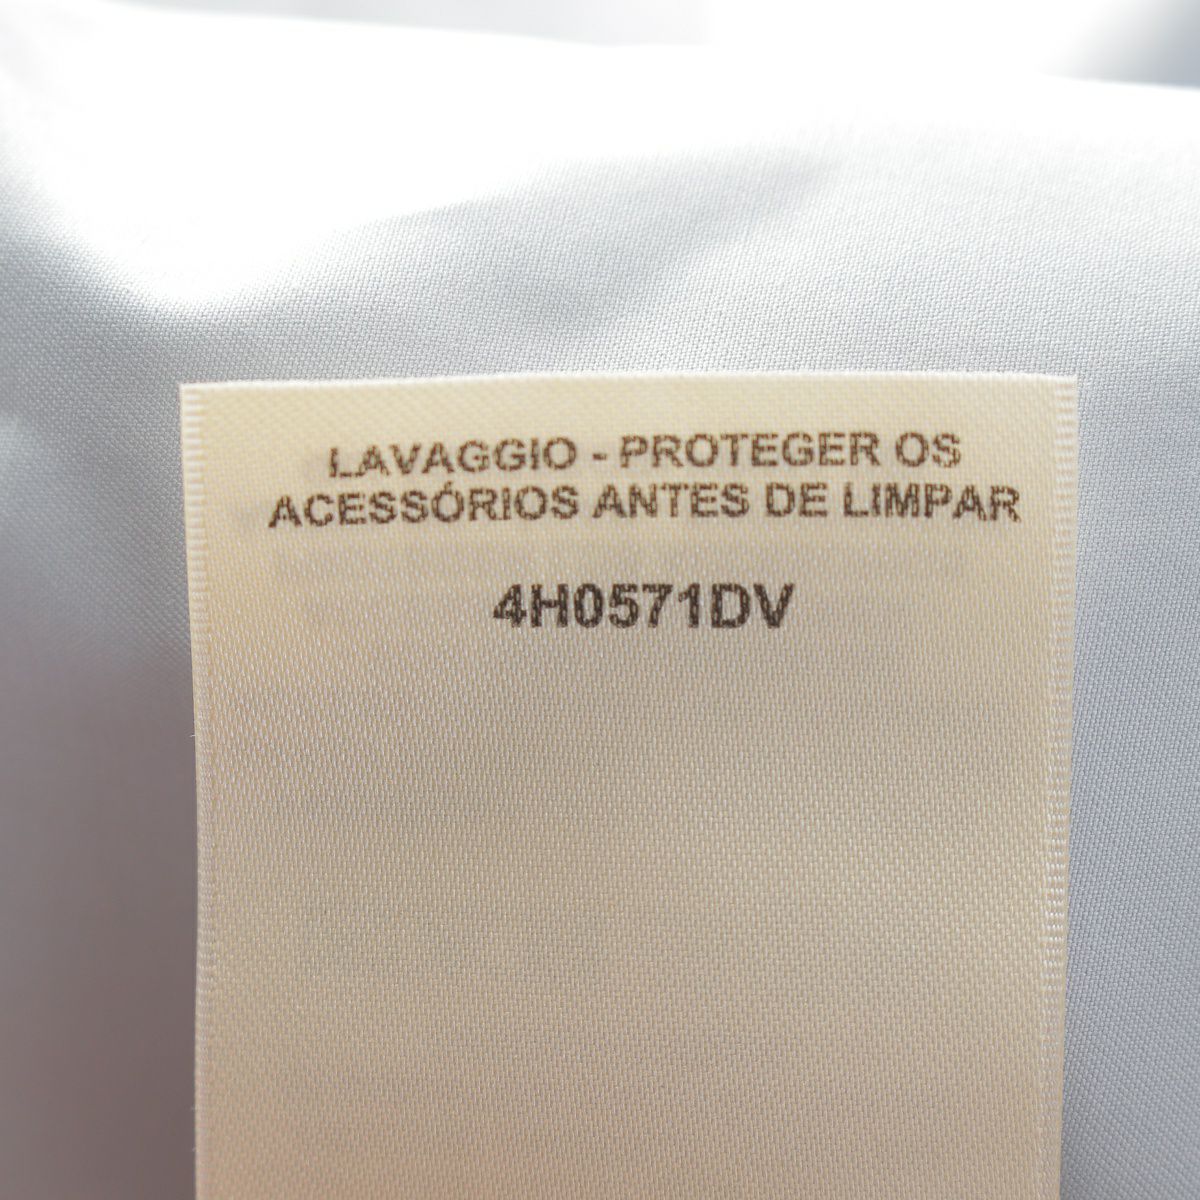 LAVAGGIO - PROTEGER OS
ACESSÓRIOS ANTES DE LIMPAR
4H0571DV